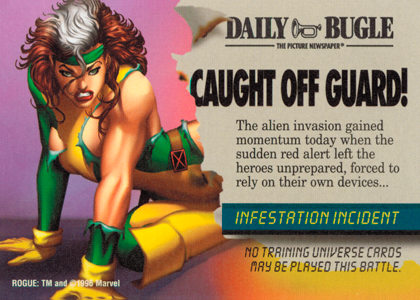 DAILY BUGLE
THE PICTURE NEWSPAPER®
CAUGHT OFF GUARD!
The alien invasion gained
momentum today when the
sudden red alert left the
heroes unprepared, forced to
rely on their own devices...
INFESTATION INCIDENT
NO TRAINING UNIVERSE CARDS
MAY BE PLAYED THIS BATTLE.
ROGUE: TM and ©1996 Marvel